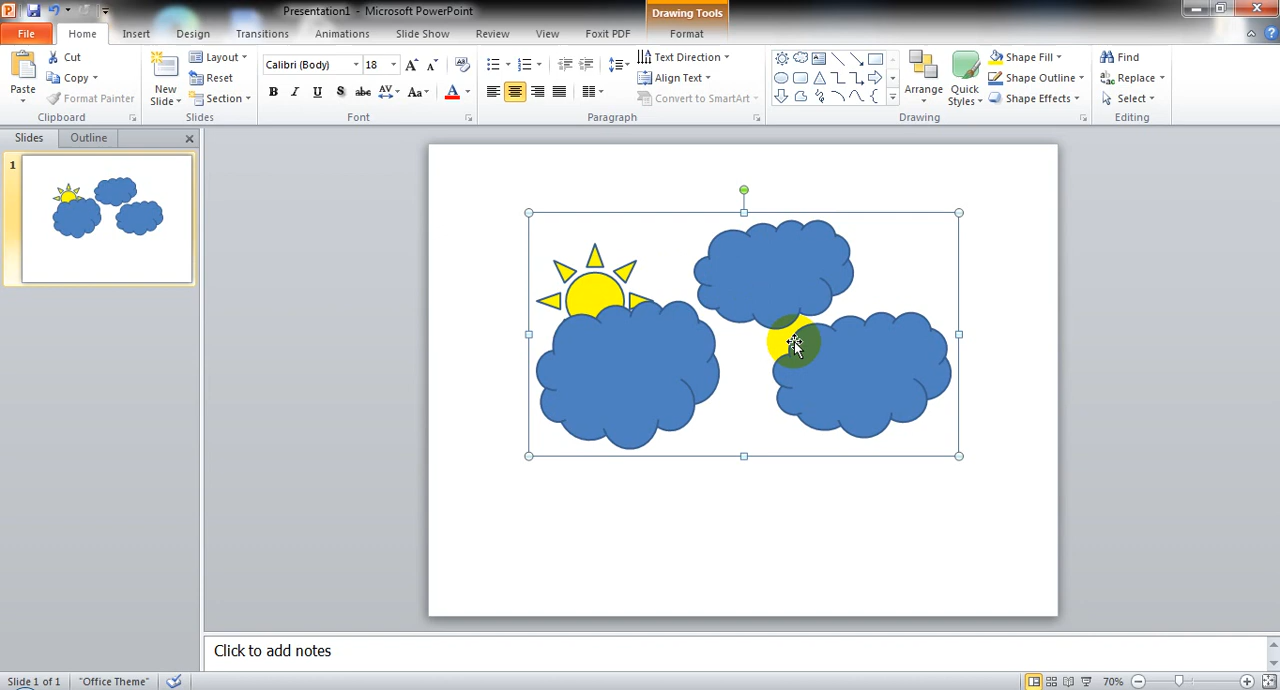 Presentation1 - Microsoft PowerPoint
Drawing Tools
File Home Insert Design Transitions Animations Slide Show Review View Foxit PDF Format
Paste
Cut
Copy
Format Painter
Clipboard
New Slide
Layout
Reset
Section
Slides
Calibri (Body) 18
B I U S abc AV Aa A
Font
Text Direction
Align Text
Convert to SmartArt
Paragraph
Arrange
Quick Styles
Shape Fill
Shape Outline
Shape Effects
Drawing
Find
Replace
Select
Editing
Slides Outline
1
Click to add notes
Slide 1 of 1 "Office Theme" 70%